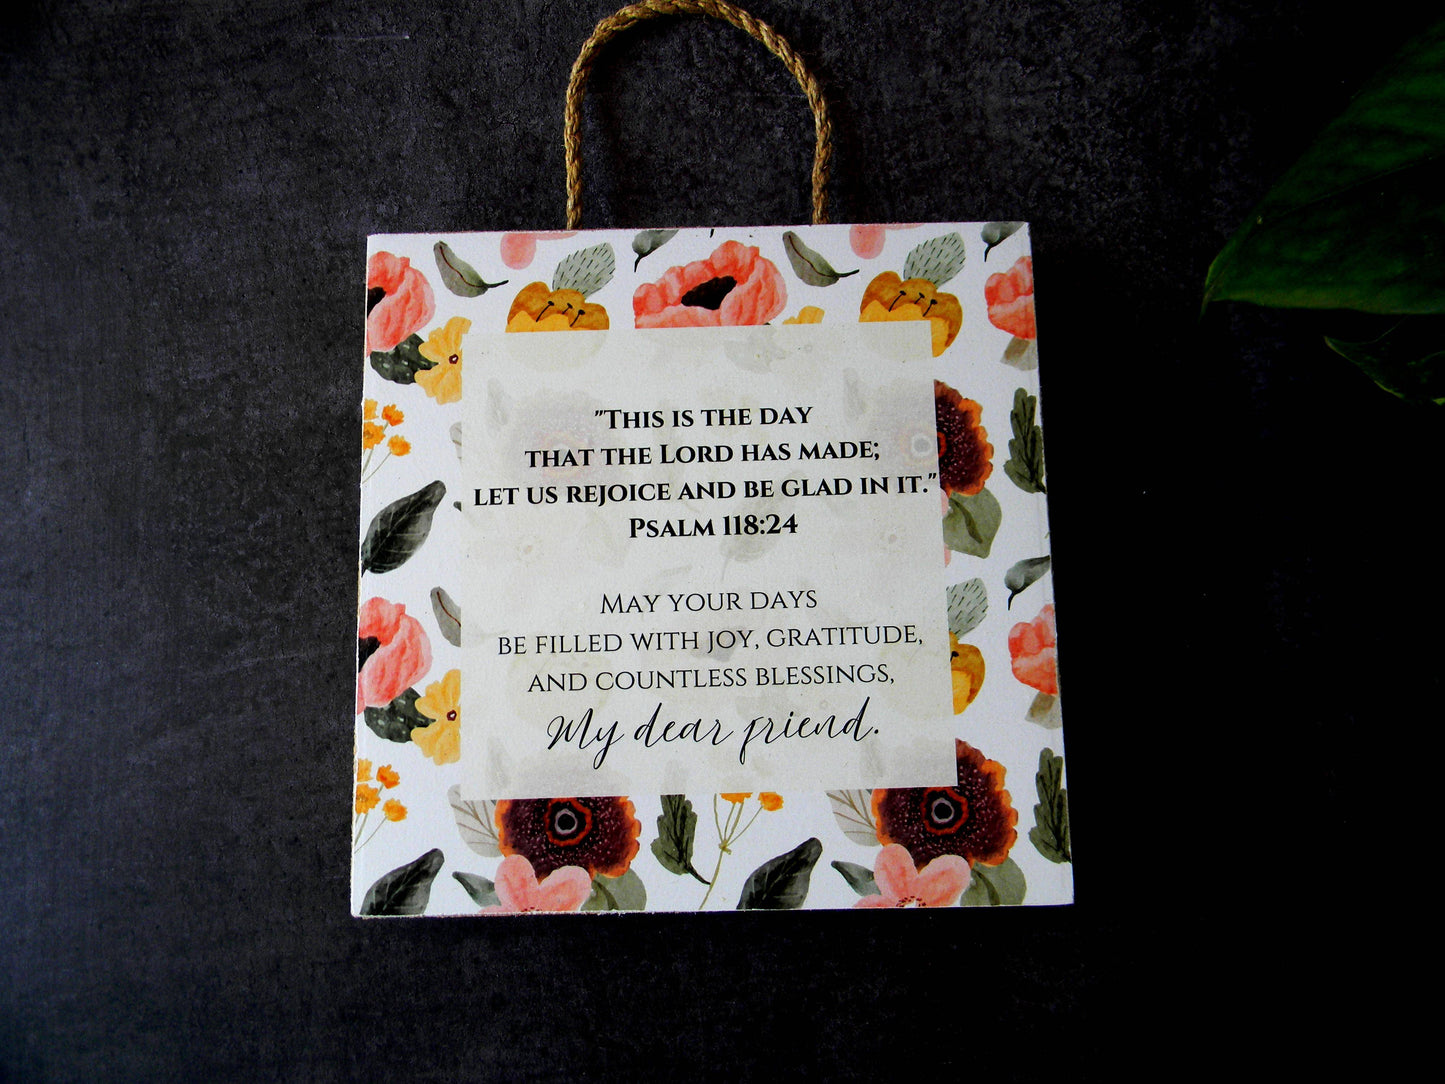 "This is the day
that the Lord has made;
let us rejoice and be glad in it."
Psalm 118:24
May your days
be filled with joy, gratitude,
and countless blessings,
My dear friend.